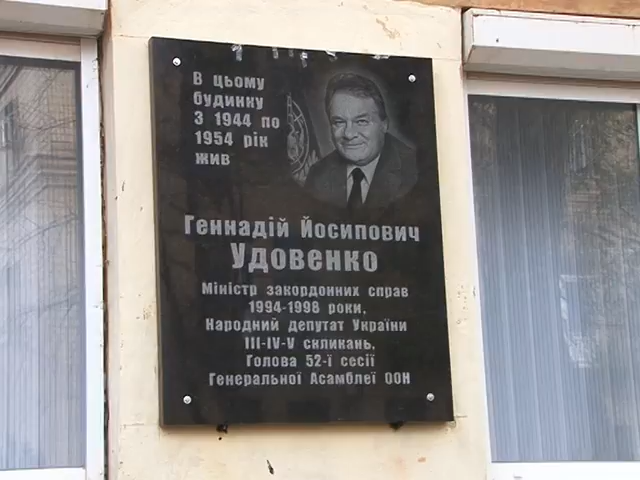 В цьому
будинку
З 1944 по
1954 рік
жив
Геннадій Йосипович
Удовенко
Міністр закордонних справ
1994-1998 роки,
Народний депутат України
III-IV-V скликань,
Голова 52-ї сесії
Генеральної Асамблеї ООН